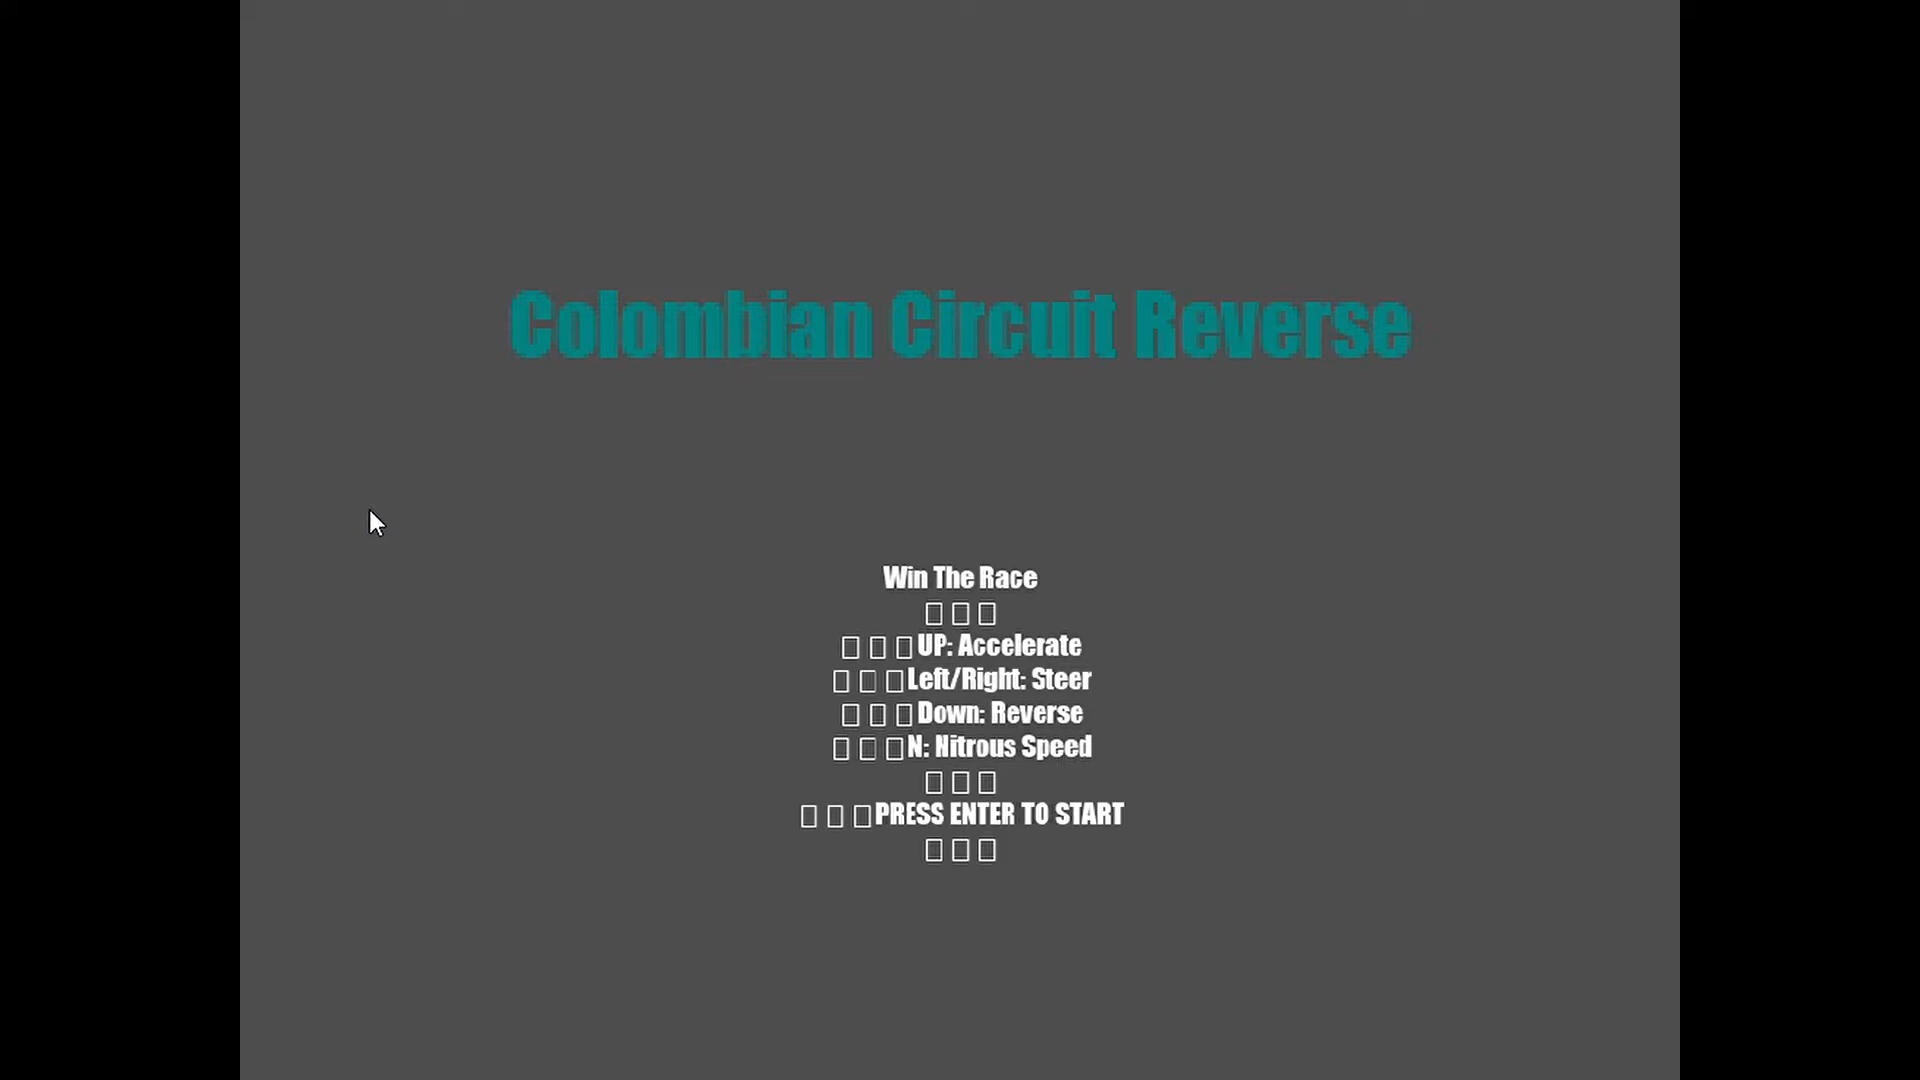 Colombian Circuit Reverse
Win The Race
UP: Accelerate
Left/Right: Steer
Down: Reverse
N: Nitrous Speed
PRESS ENTER TO START